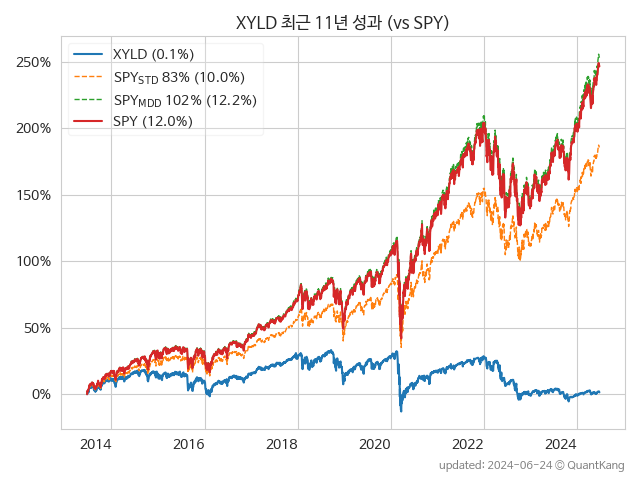 XYLD 최근 11년 성과 (vs SPY)
XYLD (0.1%)
SPY_STD 83% (10.0%)
SPY_MDD 102% (12.2%)
SPY (12.0%)
250%
200%
150%
100%
50%
0%
2014 2016 2018 2020 2022 2024
updated: 2024-06-24 © QuantKang